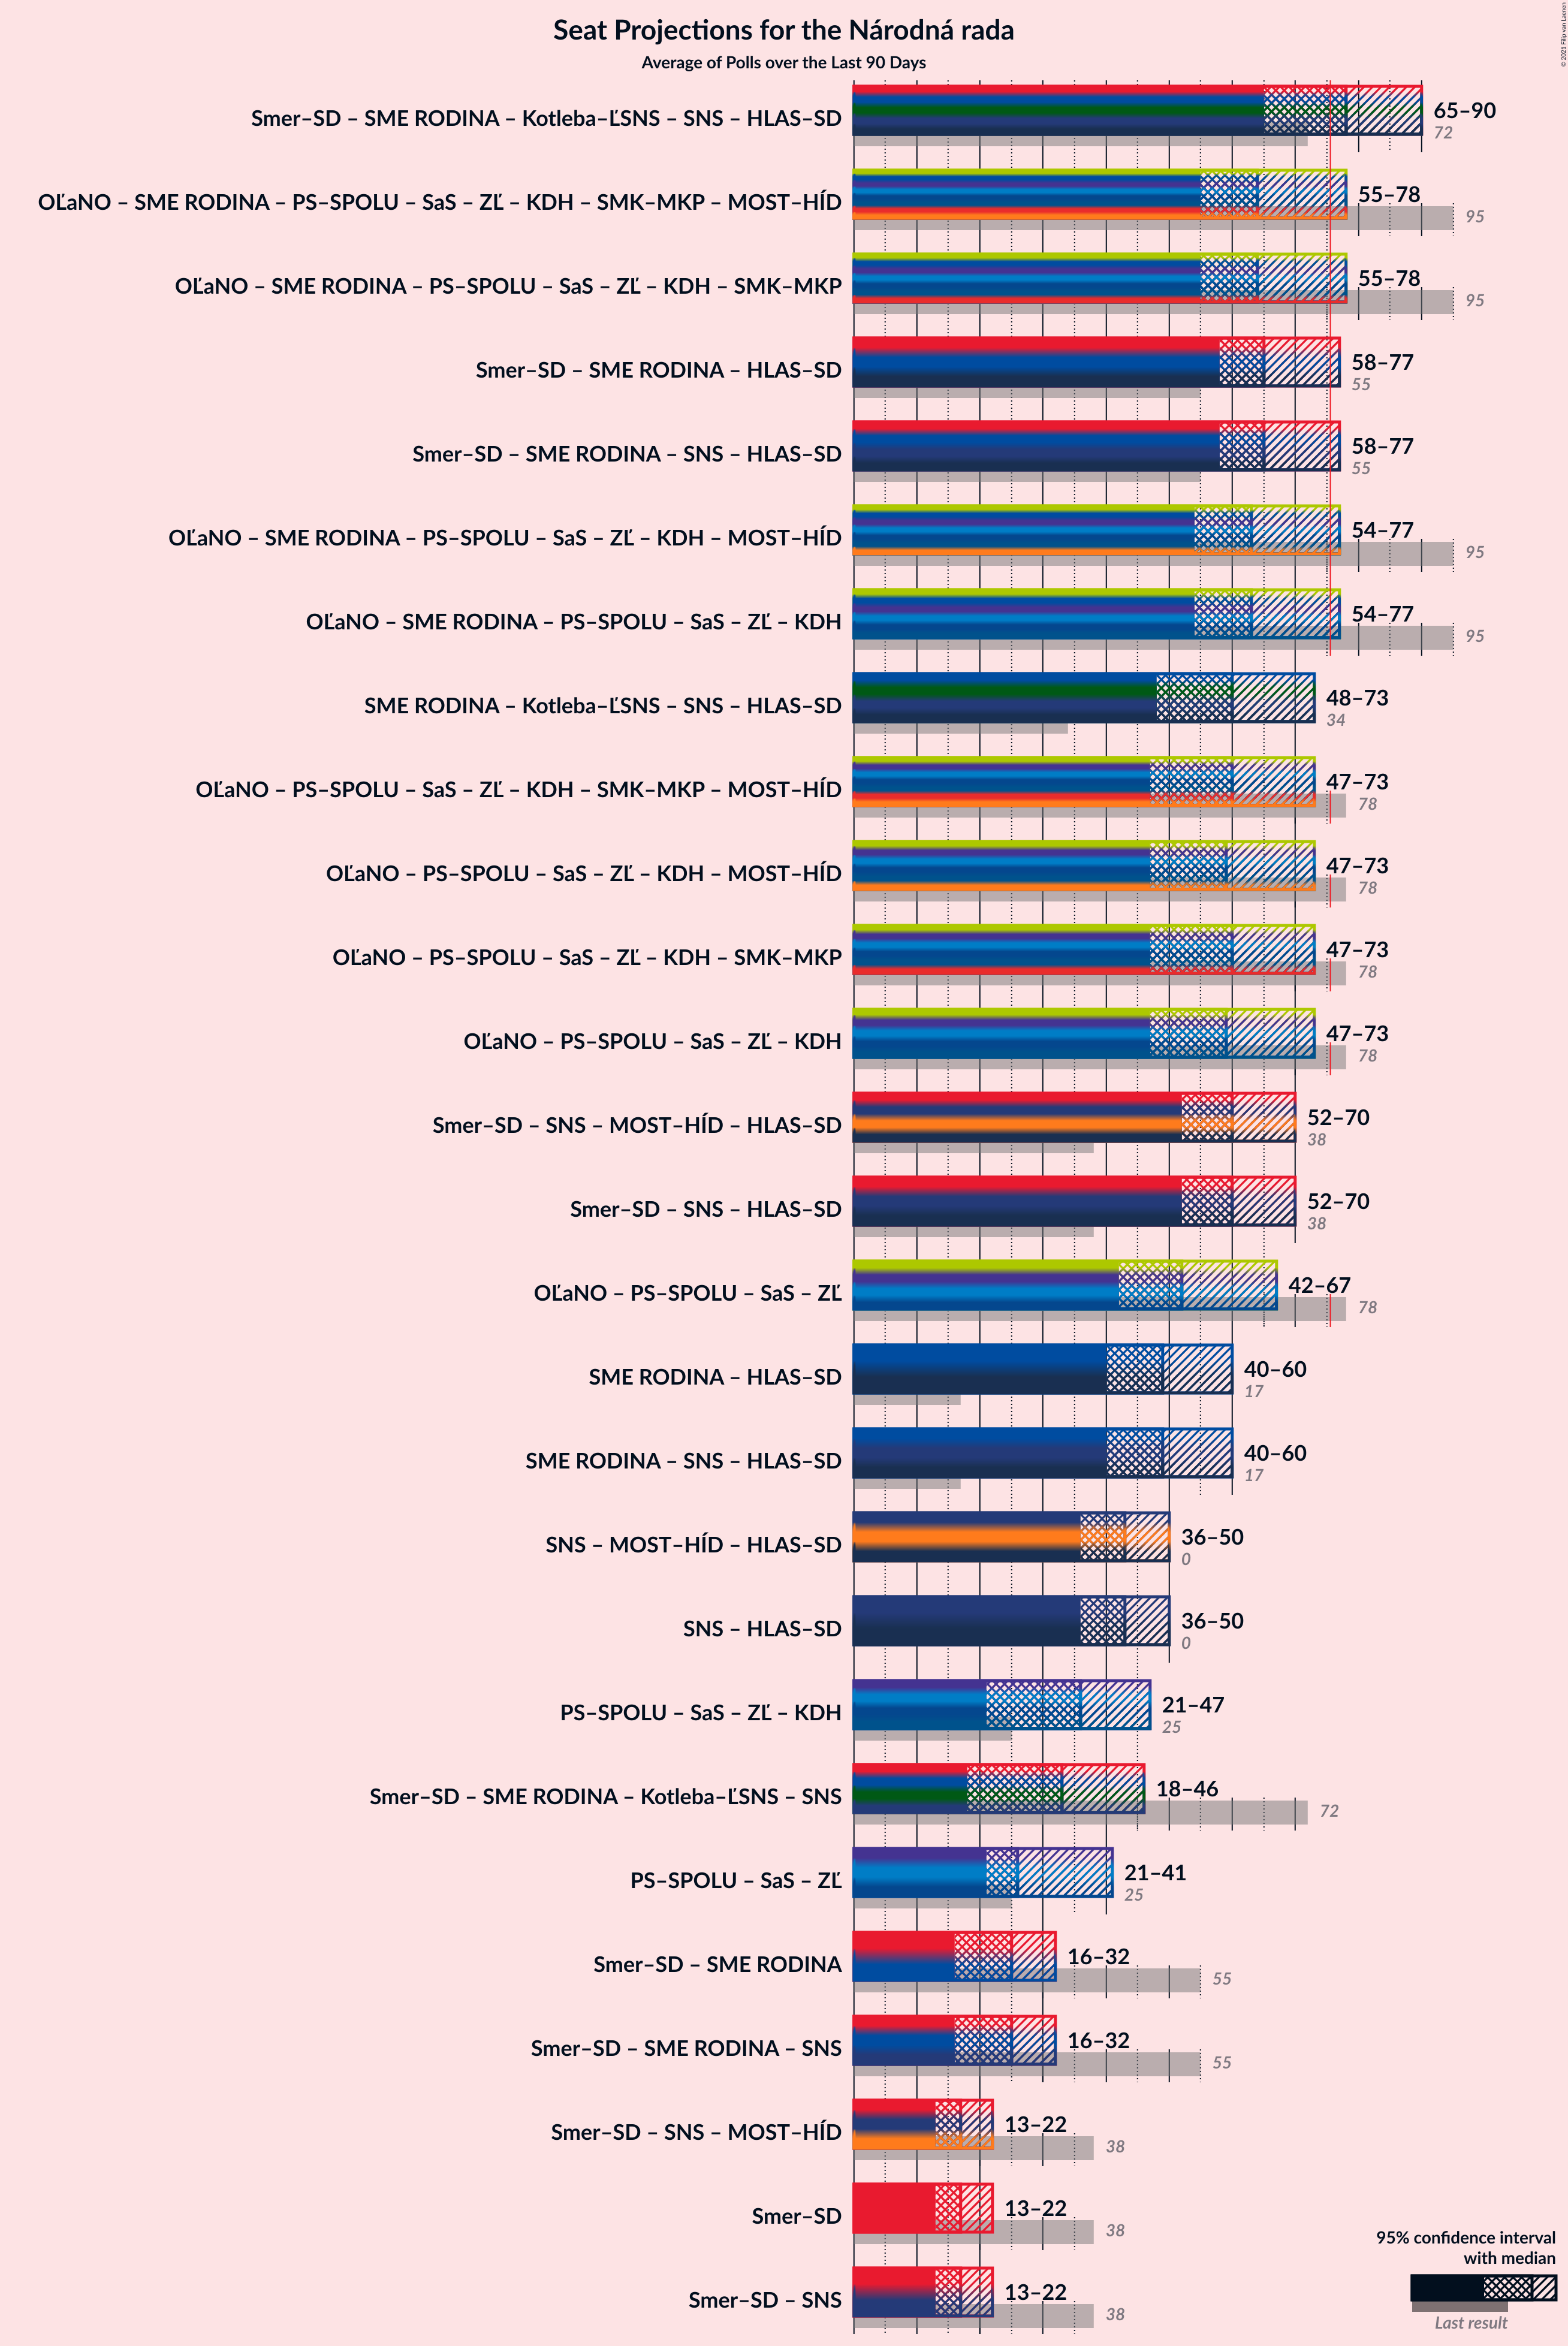 Seat Projections for the Národná rada
Average of Polls over the Last 90 Days
© 2021 Filip van Laenen
Smer–SD – SME RODINA – Kotleba–ĽSNS – SNS – HLAS–SD
65–90
72
OĽaNO – SME RODINA – PS–SPOLU – SaS – ZĽ – KDH – SMK–MKP – MOST–HÍD
55–78
95
OĽaNO – SME RODINA – PS–SPOLU – SaS – ZĽ – KDH – SMK–MKP
55–78
95
Smer–SD – SME RODINA – HLAS–SD
58–77
55
Smer–SD – SME RODINA – SNS – HLAS–SD
58–77
55
OĽaNO – SME RODINA – PS–SPOLU – SaS – ZĽ – KDH – MOST–HÍD
54–77
95
OĽaNO – SME RODINA – PS–SPOLU – SaS – ZĽ – KDH
54–77
95
SME RODINA – Kotleba–ĽSNS – SNS – HLAS–SD
48–73
34
OĽaNO – PS–SPOLU – SaS – ZĽ – KDH – SMK–MKP – MOST–HÍD
47–73
78
OĽaNO – PS–SPOLU – SaS – ZĽ – KDH – MOST–HÍD
47–73
78
OĽaNO – PS–SPOLU – SaS – ZĽ – KDH – SMK–MKP
47–73
78
OĽaNO – PS–SPOLU – SaS – ZĽ – KDH
47–73
78
Smer–SD – SNS – MOST–HÍD – HLAS–SD
52–70
38
Smer–SD – SNS – HLAS–SD
52–70
38
OĽaNO – PS–SPOLU – SaS – ZĽ
42–67
78
SME RODINA – HLAS–SD
40–60
17
SME RODINA – SNS – HLAS–SD
40–60
17
SNS – MOST–HÍD – HLAS–SD
36–50
0
SNS – HLAS–SD
36–50
0
PS–SPOLU – SaS – ZĽ – KDH
21–47
25
Smer–SD – SME RODINA – Kotleba–ĽSNS – SNS
18–46
72
PS–SPOLU – SaS – ZĽ
21–41
25
Smer–SD – SME RODINA
16–32
55
Smer–SD – SME RODINA – SNS
16–32
55
Smer–SD – SNS – MOST–HÍD
13–22
38
Smer–SD
13–22
38
Smer–SD – SNS
13–22
38
95% confidence interval
with median
Last result